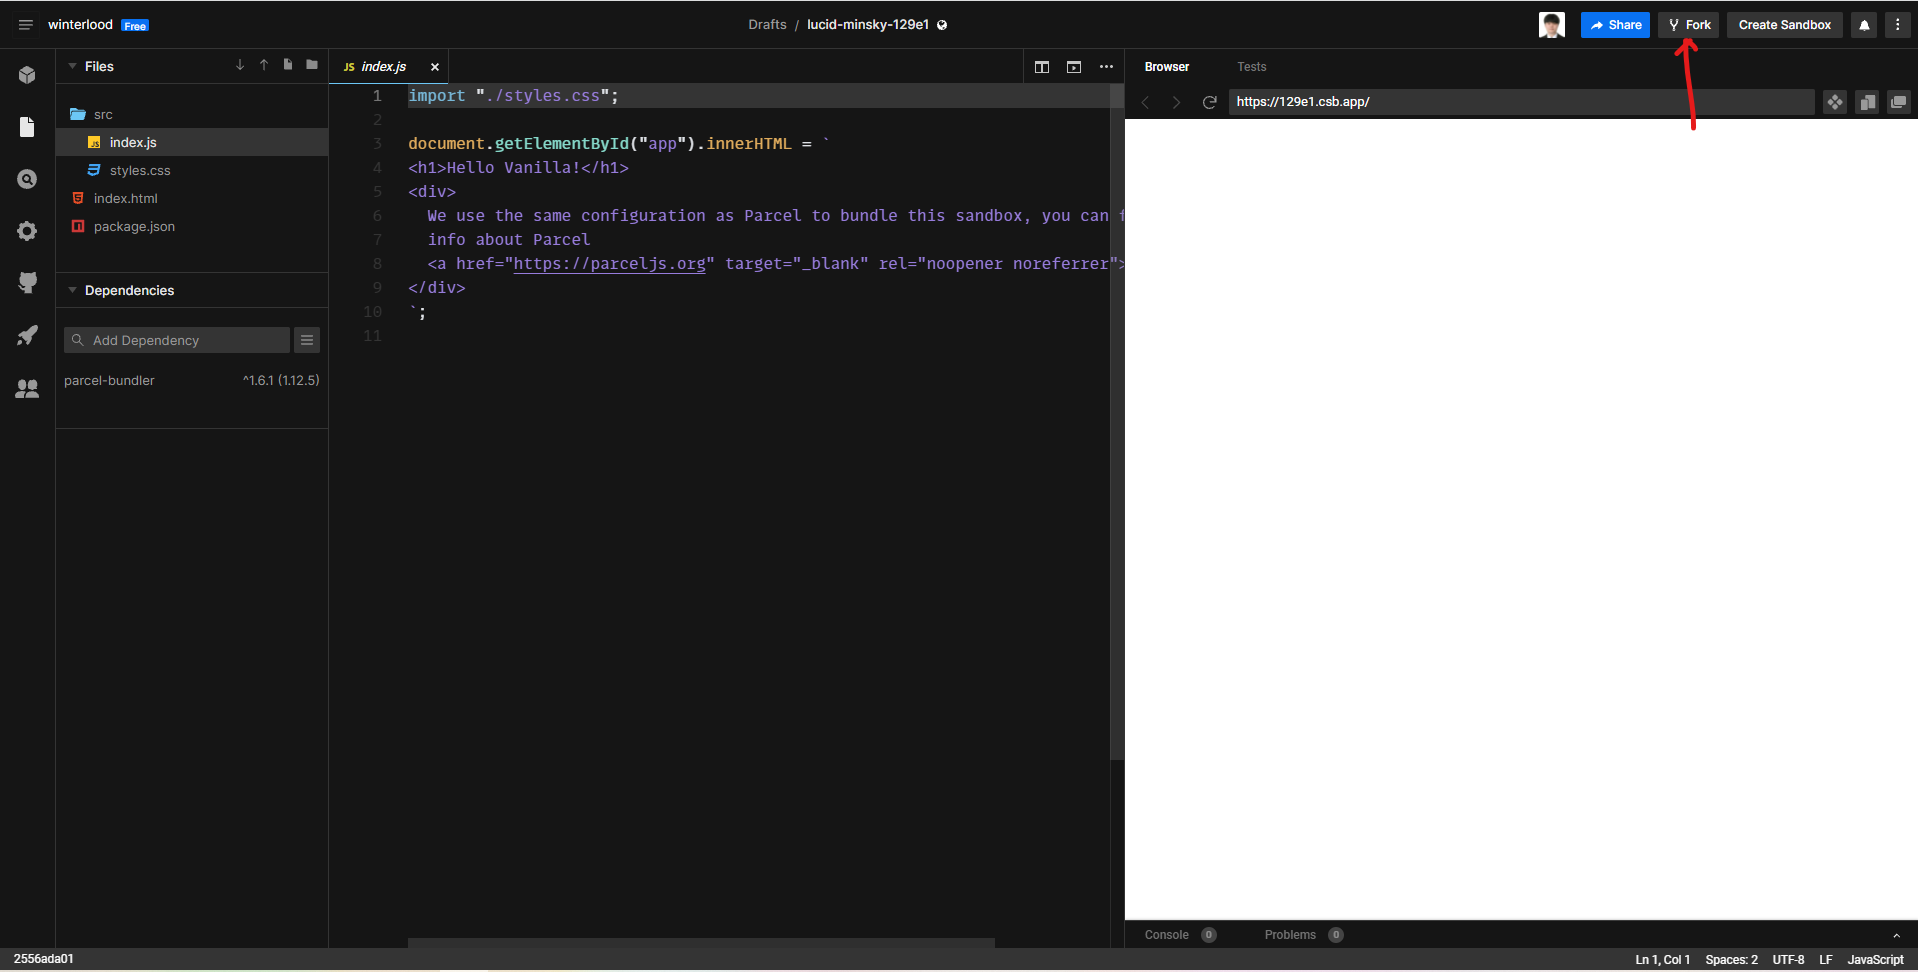 winterlood Free
Drafts / lucid-minsky-129e1
Share
Fork
Create Sandbox
Files
src
index.js
styles.css
index.html
package.json
Dependencies
Add Dependency
parcel-bundler ^1.6.1 (1.12.5)
JS index.js ×
1 import "./styles.css";
2
3 document.getElementById("app").innerHTML = `
4 <h1>Hello Vanilla!</h1>
5 <div>
6 We use the same configuration as Parcel to bundle this sandbox, you can f
7 info about Parcel
8 <a href="https://parceljs.org" target="_blank" rel="noopener noreferrer">
9 </div>
10 `;
11
Browser Tests
https://129e1.csb.app/
Console 0 Problems 0
2556ada01
Ln 1, Col 1 Spaces: 2 UTF-8 LF JavaScript